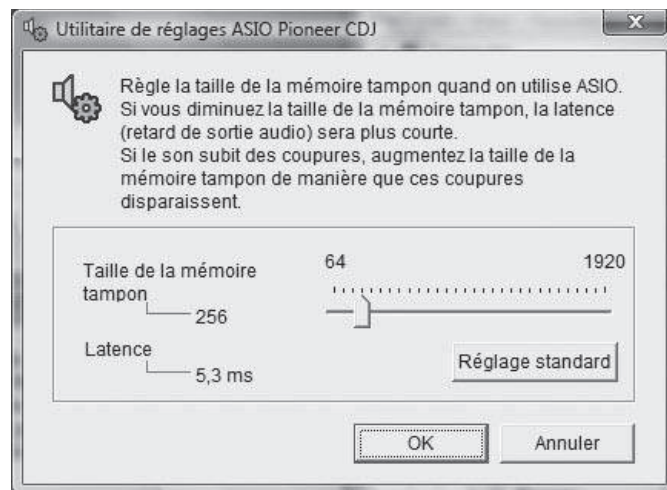 Utilitaire de réglages ASIO Pioneer CDJ
Règle la taille de la mémoire tampon quand on utilise ASIO.
Si vous diminuez la taille de la mémoire tampon, la latence
(retard de sortie audio) sera plus courte.
Si le son subit des coupures, augmentez la taille de la
mémoire tampon de manière que ces coupures
disparaissent.
64 1920
Taille de la mémoire
tampon
256
Latence
5,3 ms
Réglage standard
OK Annuler